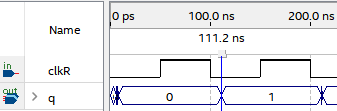 Name
0 ps 100.0 ns 200.0 ns
111.2 ns
in clkR
out > q 0 1